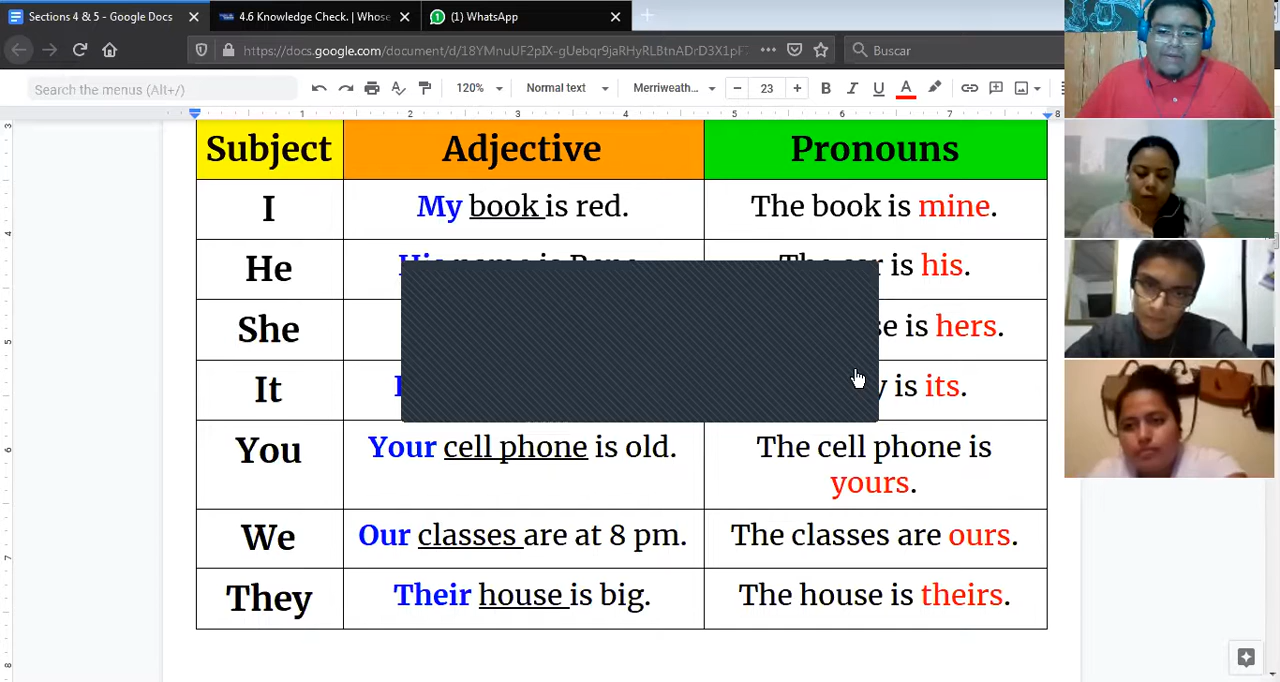 Sections 4 & 5 - Google Docs
4.6 Knowledge Check. | Whose
(1) WhatsApp
https://docs.google.com/document/d/18YMnuUF2pIX-gUebqr9jaRHyRLBtnADrD3X1pF
Buscar
Search the menus (Alt+/)
120%
Normal text
Merriweath...
23
B I U A
Subject Adjective Pronouns
I My book is red. The book is mine.
He is his.
She is hers.
It is its.
You Your cell phone is old. The cell phone is
yours.
We Our classes are at 8 pm. The classes are ours.
They Their house is big. The house is theirs.